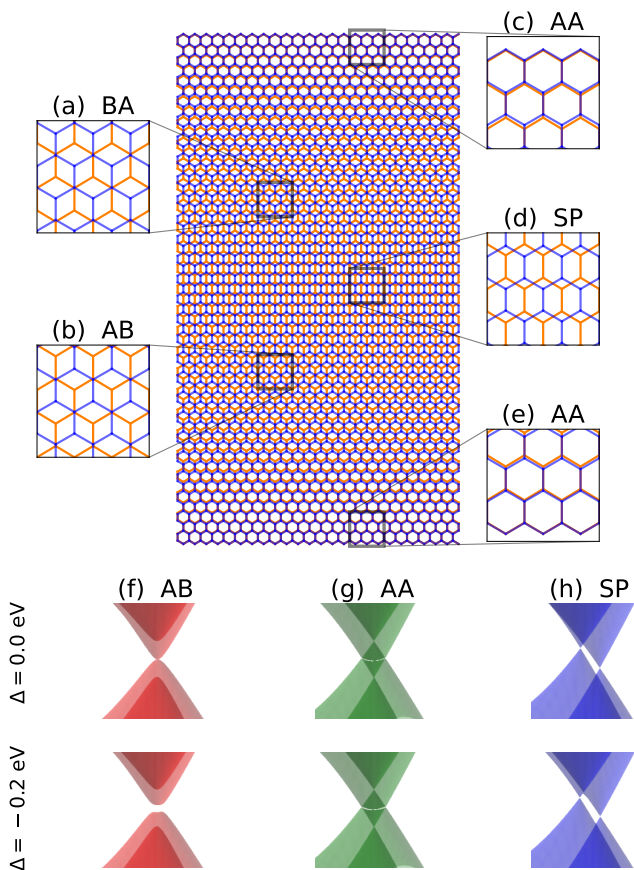 (c) AA
(a) BA
(d) SP
(b) AB
(e) AA
(f) AB
(g) AA
(h) SP
Δ = 0.0 eV
Δ = −0.2 eV